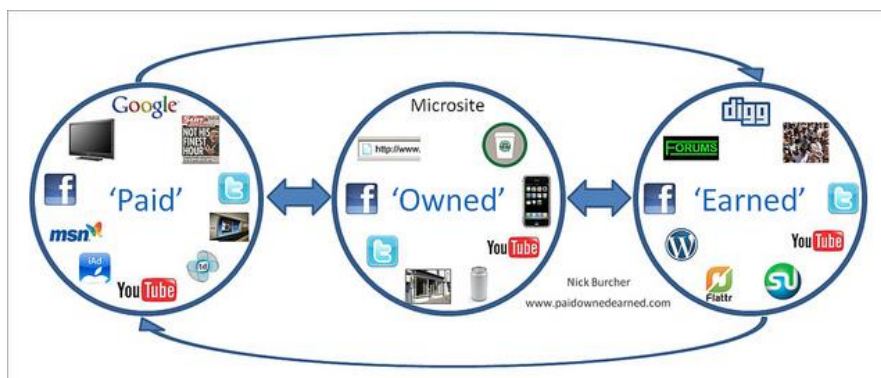 Google
NOT HIS
FINEST
HOUR
'Paid'
msn
iAd
td
YouTube
Microsite
http://www.
'Owned'
YouTube
digg
FORUMS
'Earned'
YouTube
Flattr
Nick Burcher
www.paidownedearned.com